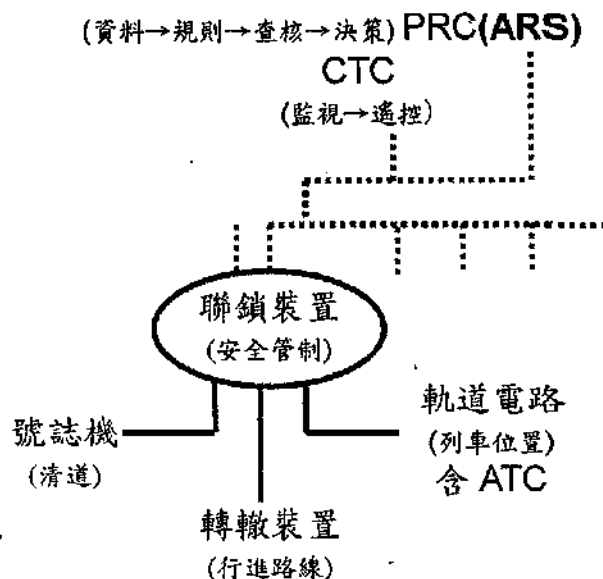 (資料→規則→查核→決策) PRC(ARS)
CTC
(監視→遙控)
聯鎖裝置
(安全管制)
號誌機
(清道)
軌道電路
(列車位置)
含 ATC
轉轍裝置
(行進路線)